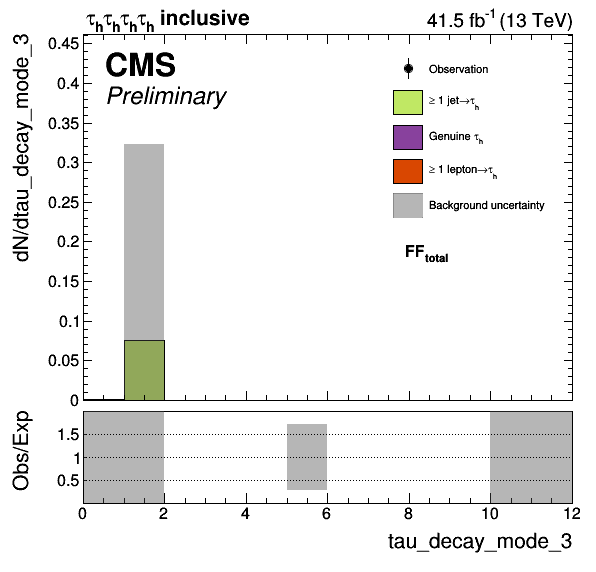 τhτhτhτh inclusive
41.5 fb⁻¹ (13 TeV)
CMS
Preliminary
Observation
≥ 1 jet→τh
Genuine τh
≥ 1 lepton→τh
Background uncertainty
FFtotal
dN/dtau_decay_mode_3
0.45
0.4
0.35
0.3
0.25
0.2
0.15
0.1
0.05
0
Obs/Exp
1.5
1
0.5
0 2 4 6 8 10 12
tau_decay_mode_3